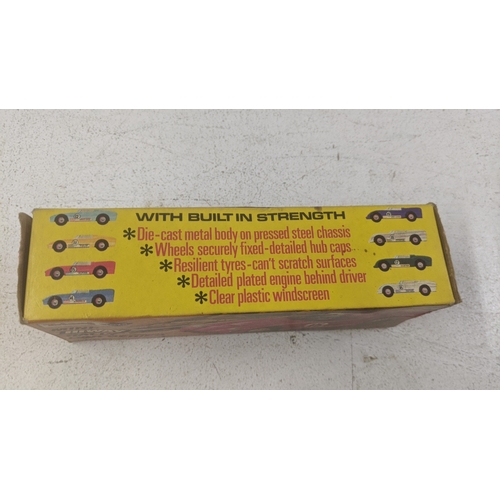 WITH BUILT IN STRENGTH
*Die-cast metal body on pressed steel chassis
*Wheels securely fixed-detailed hub caps
*Resilient tyres-can't scratch surfaces
*Detailed plated engine behind driver
*Clear plastic windscreen